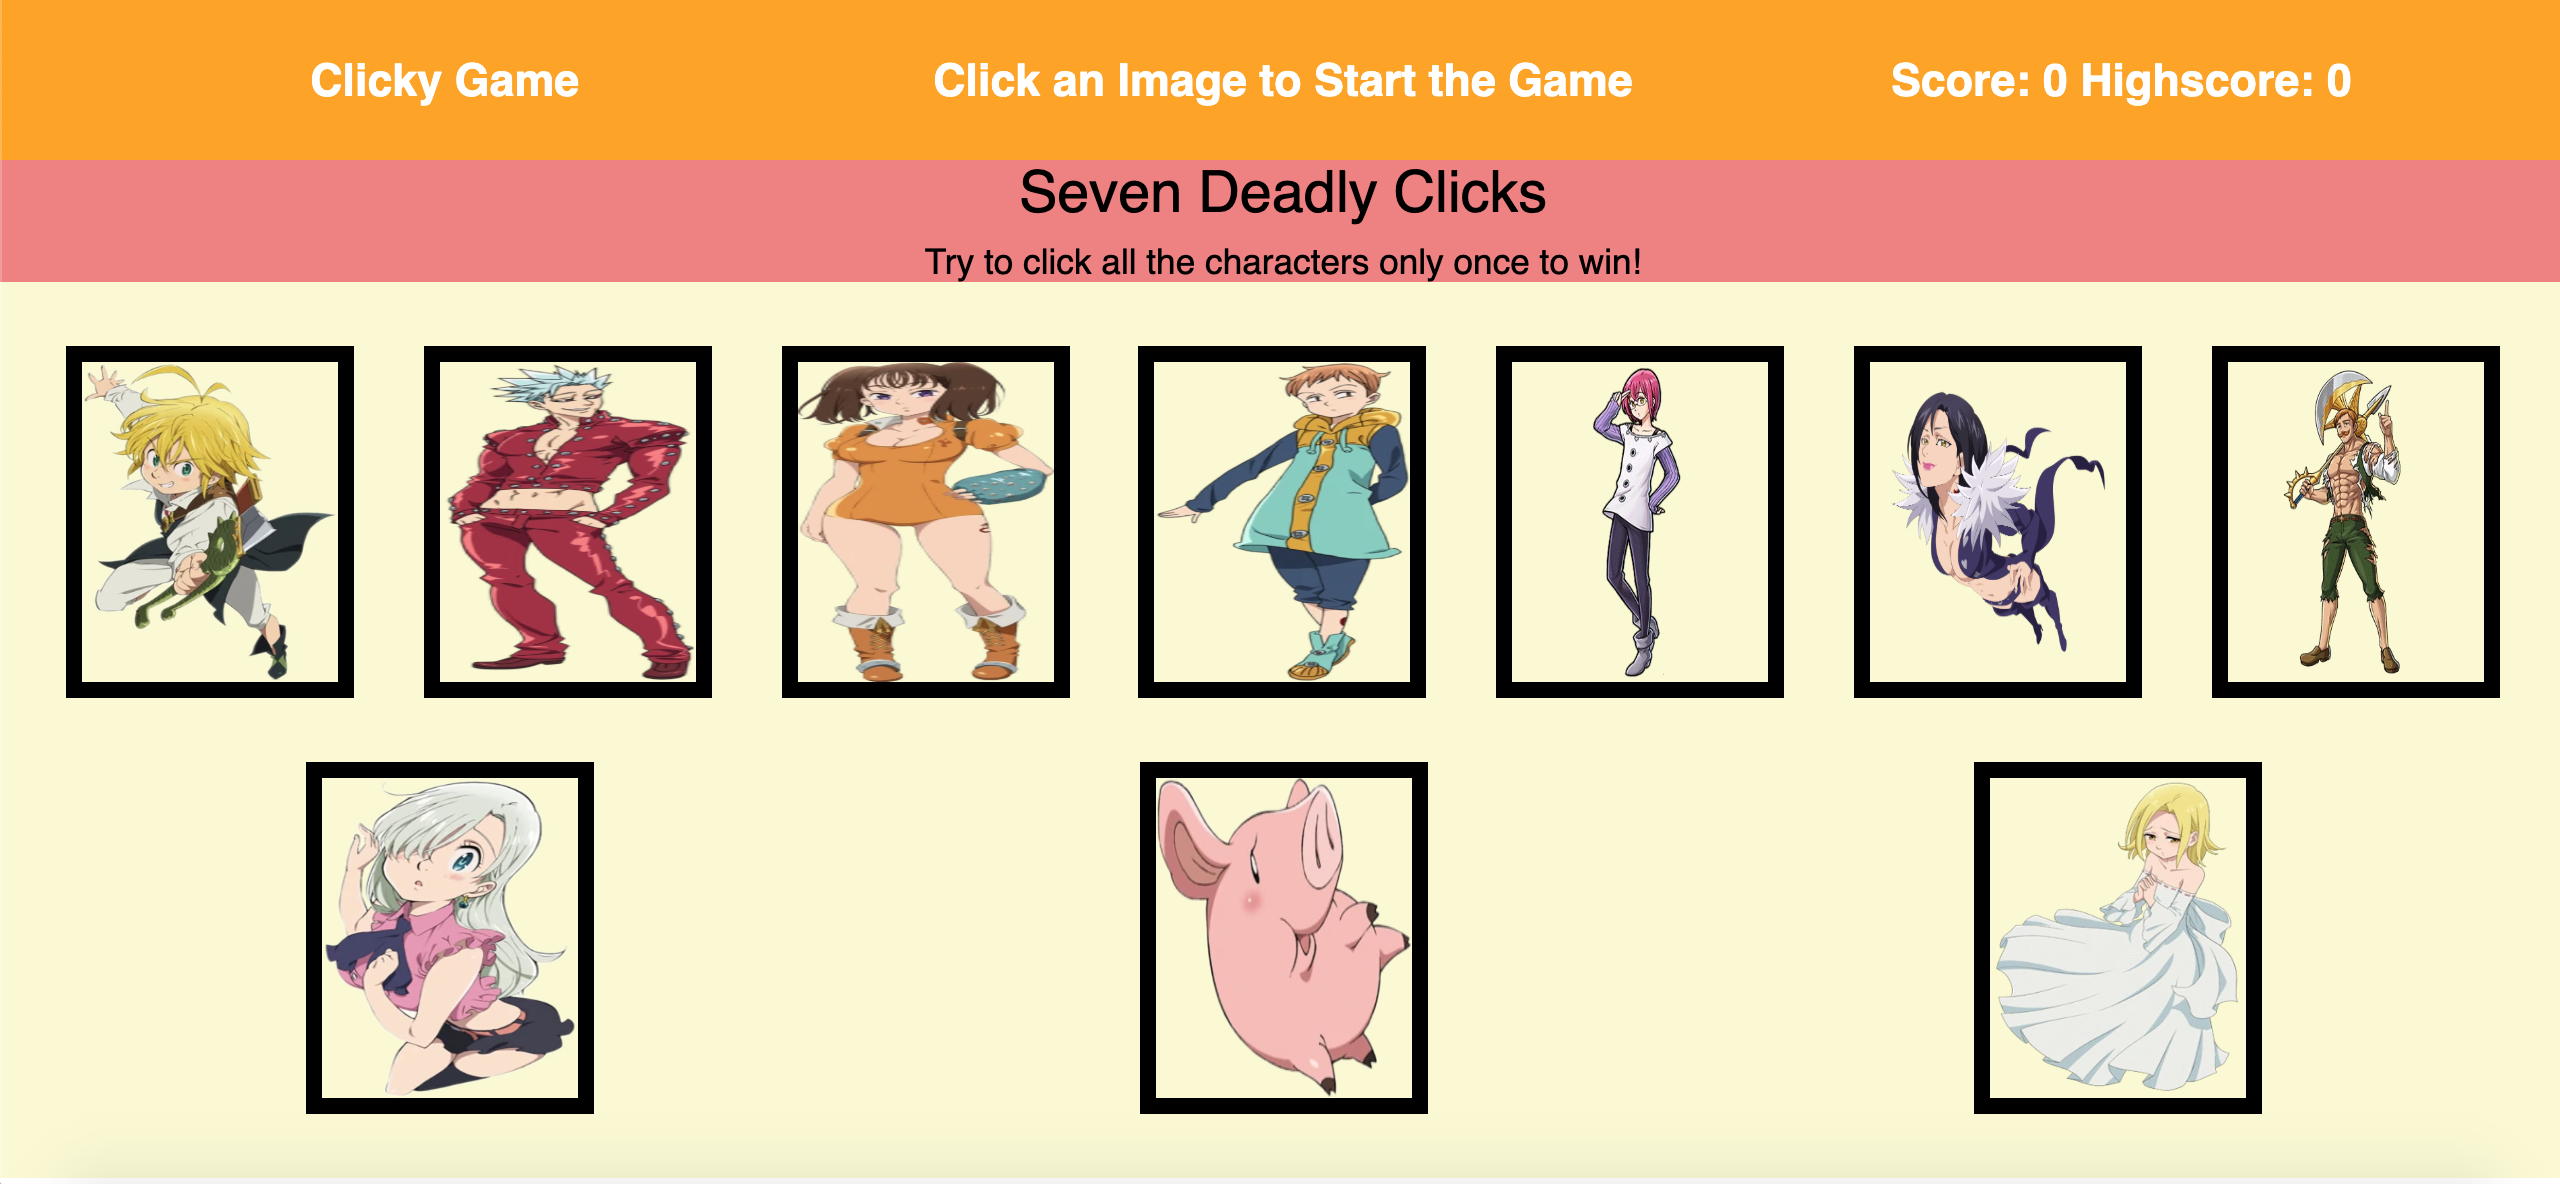 Clicky Game
Click an Image to Start the Game
Score: 0 Highscore: 0
Seven Deadly Clicks
Try to click all the characters only once to win!